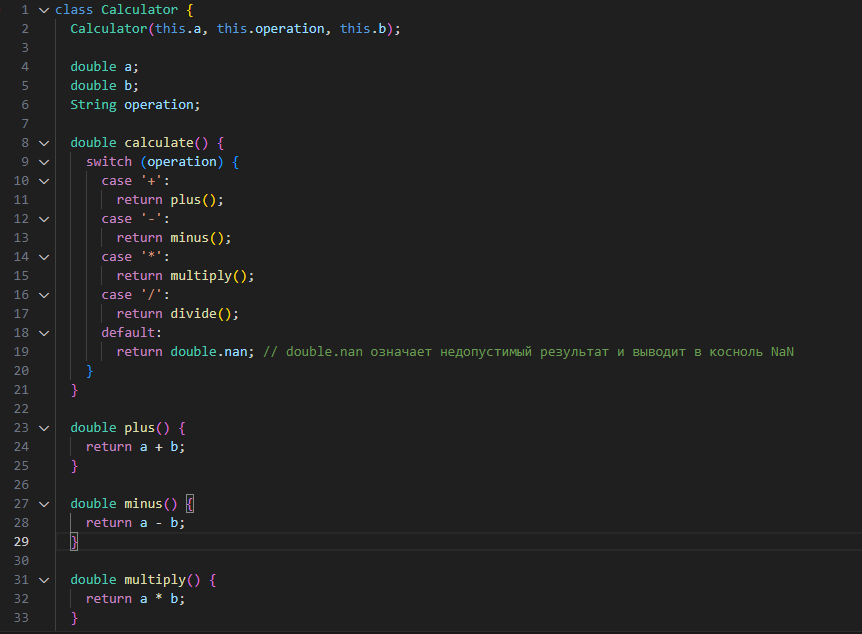 1 class Calculator {
2 Calculator(this.a, this.operation, this.b);
3
4 double a;
5 double b;
6 String operation;
7
8 double calculate() {
9 switch (operation) {
10 case '+':
11 return plus();
12 case '-':
13 return minus();
14 case '*':
15 return multiply();
16 case '/':
17 return divide();
18 default:
19 return double.nan; // double.nan означает недопустимый результат и выводит в косноль NaN
20 }
21 }
22
23 double plus() {
24 return a + b;
25 }
26
27 double minus() {
28 return a - b;
29 }
30
31 double multiply() {
32 return a * b;
33 }